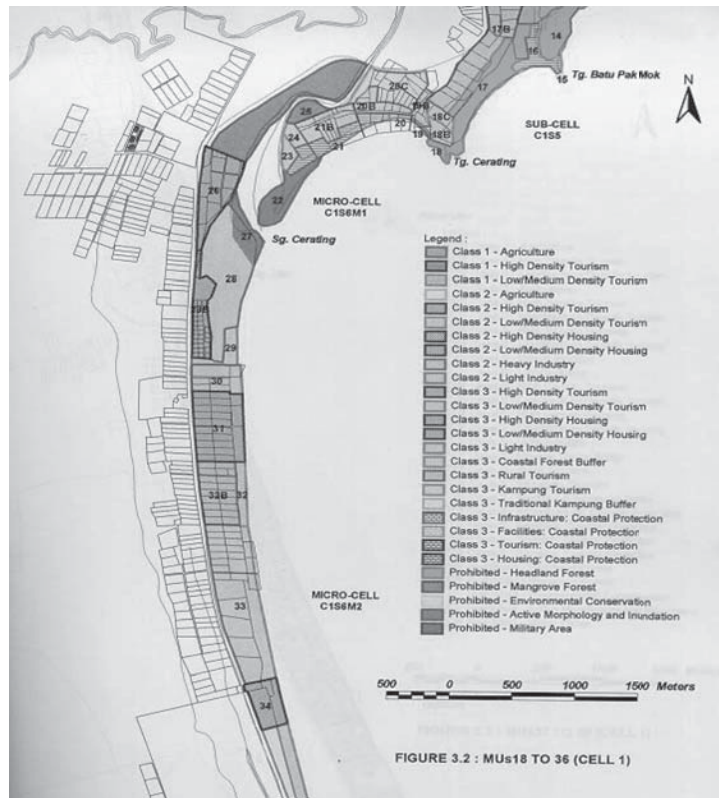 17B
14
16
15
Tg. Batu Pak Mok
N
20C
17
20B
19B
18C
SUB-CELL
C1S5
21B
20
19
18B
24
21
18
Tg. Cerating
23
26
22
MICRO-CELL
C1S6M1
27
Sg. Cerating
28
29
30
31
32B
32
33
34
MICRO-CELL
C1S6M2
Legend :
Class 1 - Agriculture
Class 1 - High Density Tourism
Class 1 - Low/Medium Density Tourism
Class 2 - Agriculture
Class 2 - High Density Tourism
Class 2 - Low/Medium Density Tourism
Class 2 - High Density Housing
Class 2 - Low/Medium Density Housing
Class 2 - Heavy Industry
Class 2 - Light Industry
Class 3 - High Density Tourism
Class 3 - Low/Medium Density Tourism
Class 3 - High Density Housing
Class 3 - Low/Medium Density Housing
Class 3 - Light Industry
Class 3 - Coastal Forest Buffer
Class 3 - Rural Tourism
Class 3 - Kampung Tourism
Class 3 - Traditional Kampung Buffer
Class 3 - Infrastructure: Coastal Protection
Class 3 - Facilities: Coastal Protection
Class 3 - Tourism: Coastal Protection
Class 3 - Housing: Coastal Protection
Prohibited - Headland Forest
Prohibited - Mangrove Forest
Prohibited - Environmental Conservation
Prohibited - Active Morphology and Inundation
Prohibited - Military Area
500 0 500 1000 1500 Meters
FIGURE 3.2 : MUs18 TO 36 (CELL 1)